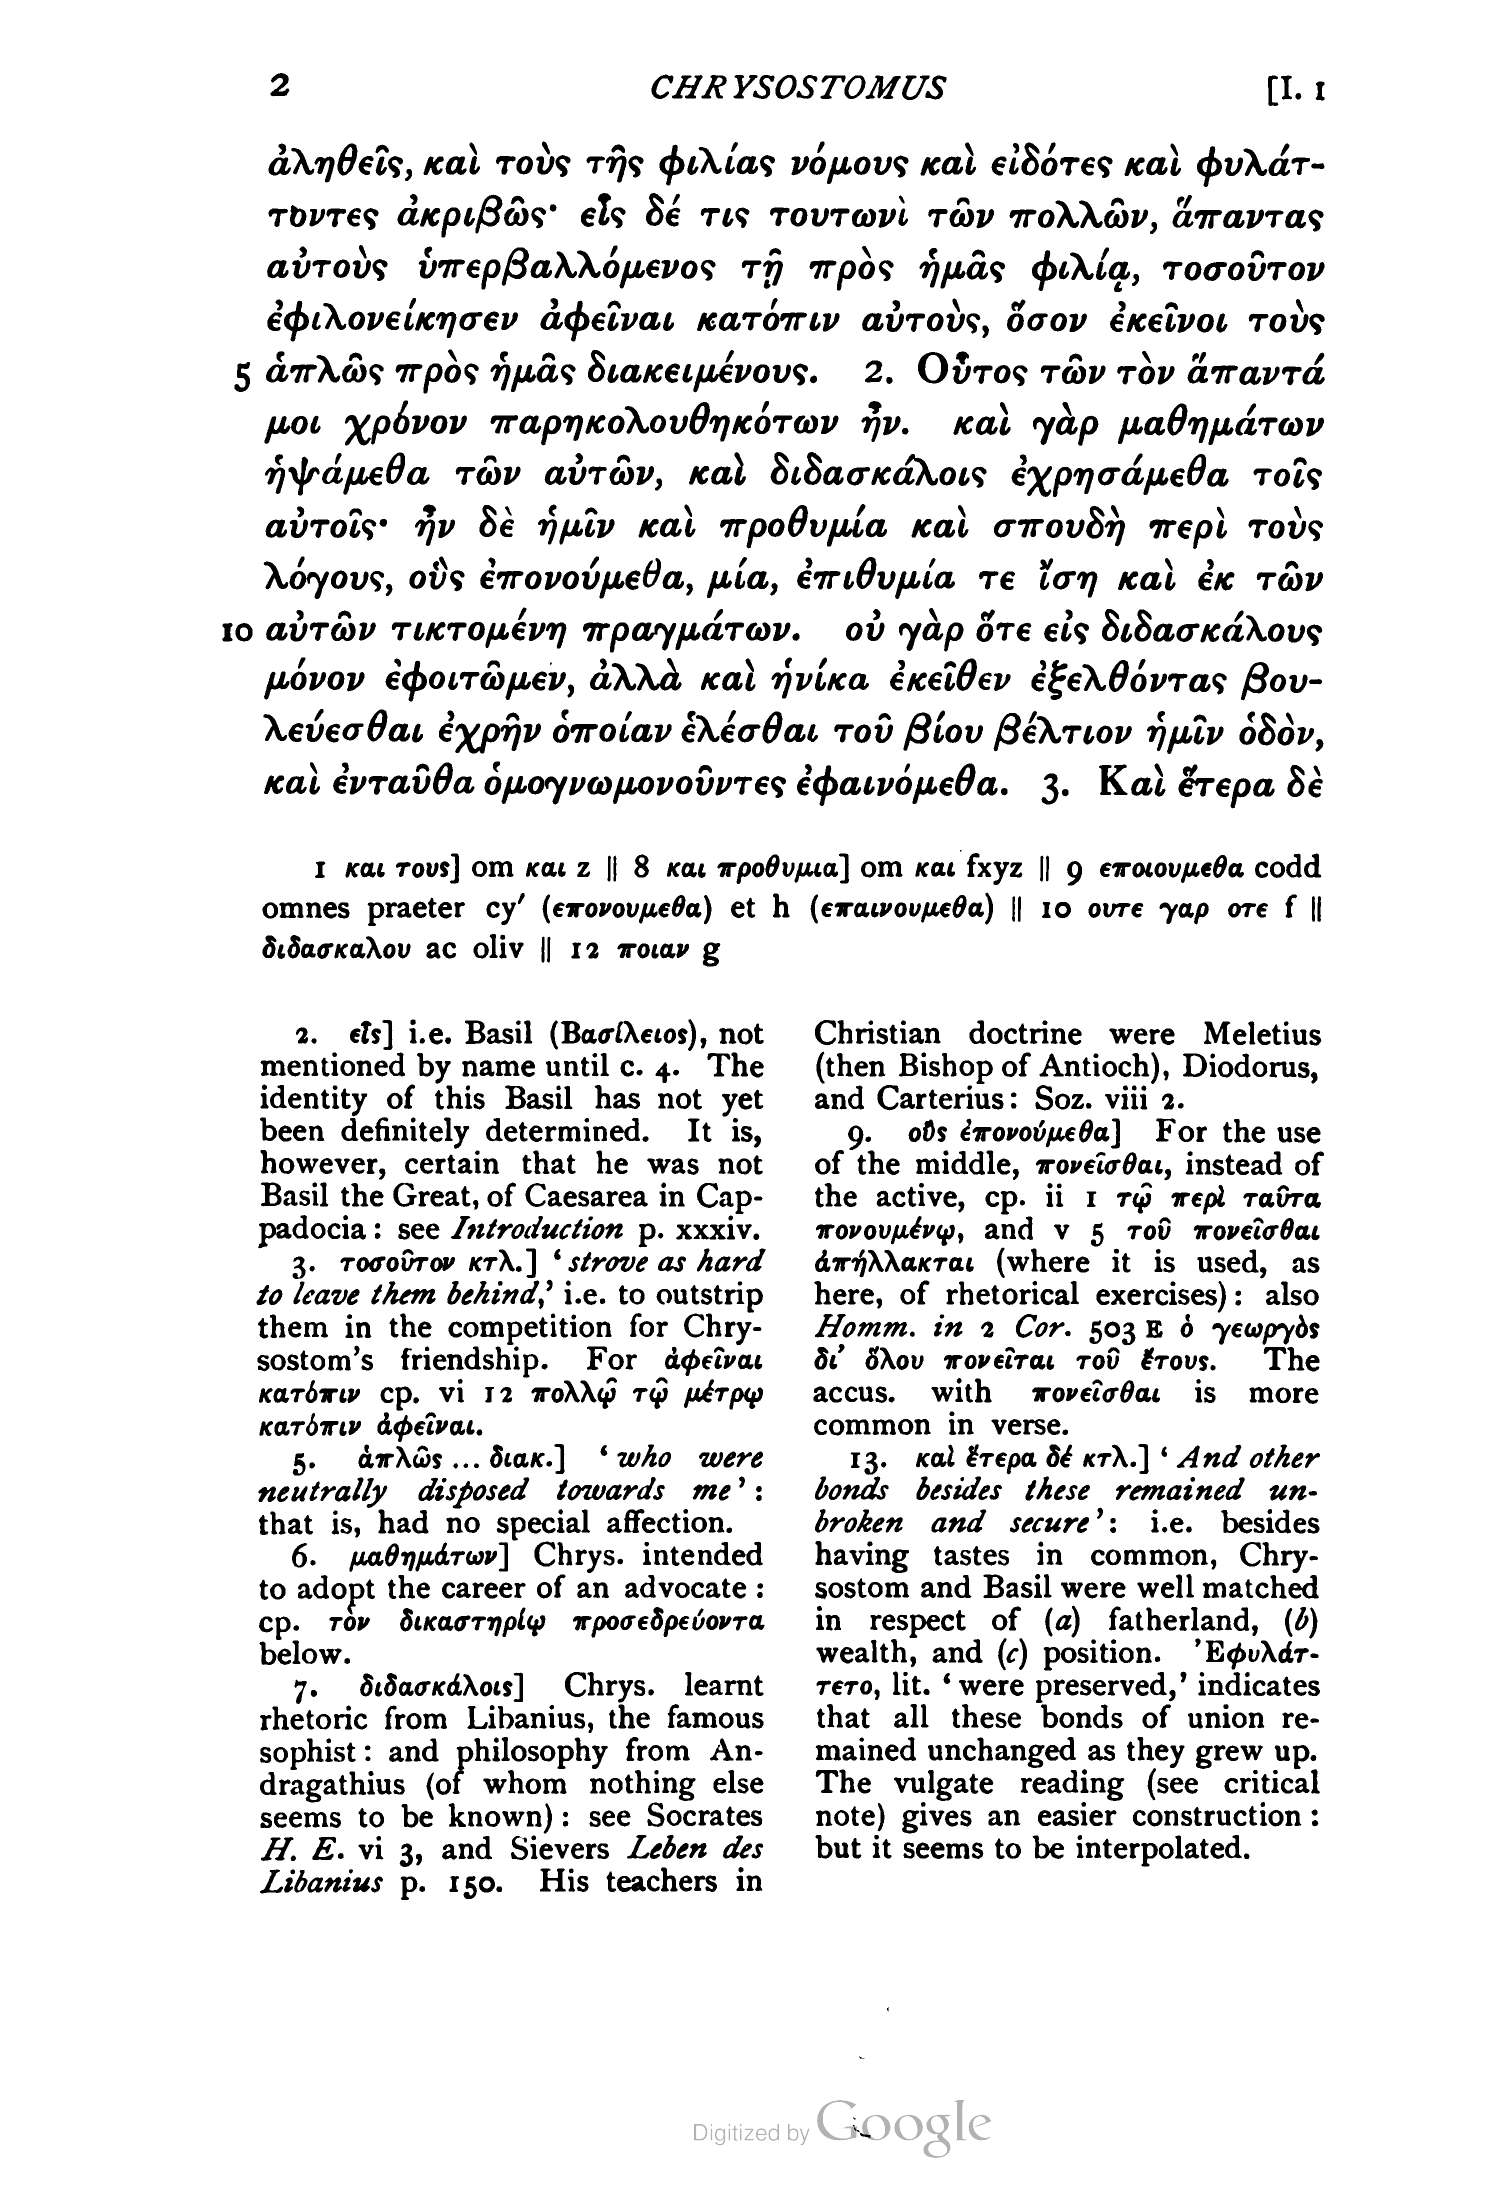 2 CHRYSOSTOMUS [I. 1
ἀληθεῖς, καὶ τοὺς τῆς φιλίας νόμους καὶ εἰδότες καὶ φυλάτ-
τοντες ἀκριβῶς· εἷς δέ τις τουτωνὶ τῶν πολλῶν, ἅπαντας
αὐτοὺς ὑπερβαλλόμενος τῇ πρὸς ἡμᾶς φιλίᾳ, τοσοῦτον
ἐφιλονείκησεν ἀφεῖναι κατόπιν αὐτοὺς, ὅσον ἐκεῖνοι τοὺς
5 ἁπλῶς πρὸς ἡμᾶς διακειμένους. 2. Οὗτος τῶν τὸν ἅπαντά
μοι χρόνον παρηκολουθηκότων ἦν. καὶ γὰρ μαθημάτων
ἡψάμεθα τῶν αὐτῶν, καὶ διδασκάλοις ἐχρησάμεθα τοῖς
αὐτοῖς· ἦν δὲ ἡμῖν καὶ προθυμία καὶ σπουδὴ περὶ τοὺς
λόγους, οὓς ἐπονούμεθα, μία, ἐπιθυμία τε ἴση καὶ ἐκ τῶν
10 αὐτῶν τικτομένη πραγμάτων. οὐ γὰρ ὅτε εἰς διδασκάλους
μόνον ἐφοιτῶμεν, ἀλλὰ καὶ ἡνίκα ἐκεῖθεν ἐξελθόντας βου-
λεύεσθαι ἐχρῆν ὁποίαν ἑλέσθαι τοῦ βίου βέλτιον ἡμῖν ὁδὸν,
καὶ ἐνταῦθα ὁμογνωμονοῦντες ἐφαινόμεθα. 3. Καὶ ἕτερα δὲ
1 και τους] om και z || 8 και προθυμια] om και fxyz || 9 εποιουμεθα codd
omnes praeter cy′ (επονουμεθα) et h (επαινουμεθα) || 10 ουτε γαρ οτε f ||
διδασκαλου ac oliv || 12 ποιαν g
2. εἷς] i.e. Basil (Βασίλειος), not
mentioned by name until c. 4. The
identity of this Basil has not yet
been definitely determined. It is,
however, certain that he was not
Basil the Great, of Caesarea in Cap-
padocia: see Introduction p. xxxiv.
3. τοσοῦτον κτλ.] ‘strove as hard
to leave them behind,’ i.e. to outstrip
them in the competition for Chry-
sostom’s friendship. For ἀφεῖναι
κατόπιν cp. vi 12 πολλῷ τῷ μέτρῳ
κατόπιν ἀφεῖναι.
5. ἁπλῶς ... διακ.] ‘who were
neutrally disposed towards me’:
that is, had no special affection.
6. μαθημάτων] Chrys. intended
to adopt the career of an advocate:
cp. τὸν δικαστηρίῳ προσεδρεύοντα
below.
7. διδασκάλοις] Chrys. learnt
rhetoric from Libanius, the famous
sophist: and philosophy from An-
dragathius (of whom nothing else
seems to be known): see Socrates
H. E. vi 3, and Sievers Leben des
Libanius p. 150. His teachers in
Christian doctrine were Meletius
(then Bishop of Antioch), Diodorus,
and Carterius: Soz. viii 2.
9. οὓς ἐπονούμεθα] For the use
of the middle, πονεῖσθαι, instead of
the active, cp. ii 1 τῷ περὶ ταῦτα
πονουμένῳ, and v 5 τοῦ πονεῖσθαι
ἀπήλλακται (where it is used, as
here, of rhetorical exercises): also
Homm. in 2 Cor. 503 E ὁ γεωργὸς
δι’ ὅλου πονεῖται τοῦ ἔτους. The
accus. with πονεῖσθαι is more
common in verse.
13. καὶ ἕτερα δέ κτλ.] ‘And other
bonds besides these remained un-
broken and secure’: i.e. besides
having tastes in common, Chry-
sostom and Basil were well matched
in respect of (a) fatherland, (b)
wealth, and (c) position. Ἐφυλάτ-
τετο, lit. ‘were preserved,’ indicates
that all these bonds of union re-
mained unchanged as they grew up.
The vulgate reading (see critical
note) gives an easier construction:
but it seems to be interpolated.
Digitized by Google